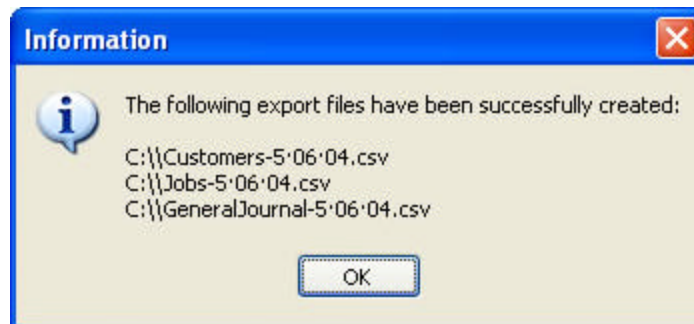 Information
The following export files have been successfully created:
C:\\Customers-5·06·04.csv
C:\\Jobs-5·06·04.csv
C:\\GeneralJournal-5·06·04.csv
OK